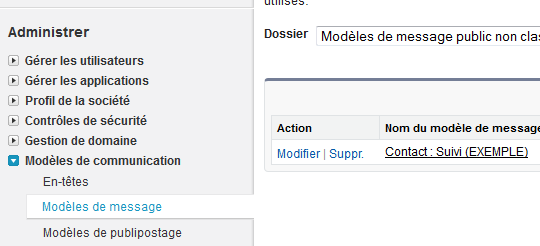 utilisés.
Administrer
Dossier Modèles de message public non clas
Gérer les utilisateurs
Gérer les applications
Profil de la société
Contrôles de sécurité
Gestion de domaine
Modèles de communication
En-têtes
Modèles de message
Modèles de publipostage
Action Nom du modèle de message
Modifier | Suppr. Contact : Suivi (EXEMPLE)